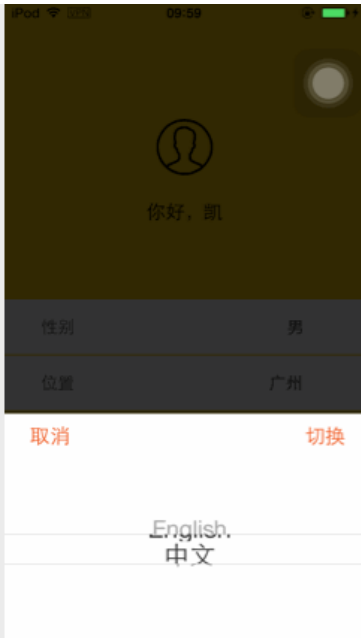 iPod 09:59
你好，凯
性别 男
位置 广州
取消 切换
English
中文